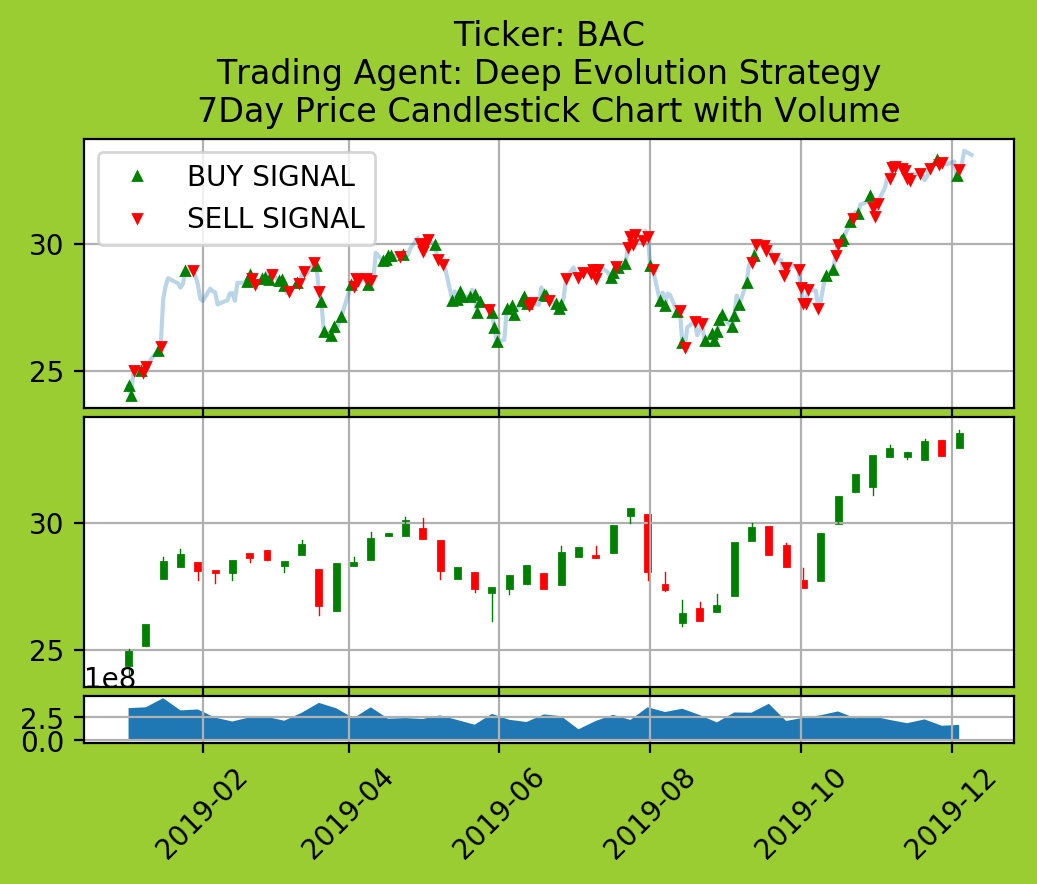 Ticker: BAC
Trading Agent: Deep Evolution Strategy
7Day Price Candlestick Chart with Volume
BUY SIGNAL
SELL SIGNAL
30
25
30
25
1e8
2.5
0.0
2019-02
2019-04
2019-06
2019-08
2019-10
2019-12